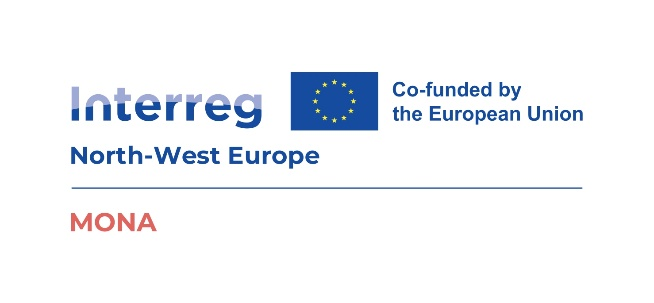 Interreg
Co-funded by
the European Union
North-West Europe
MONA